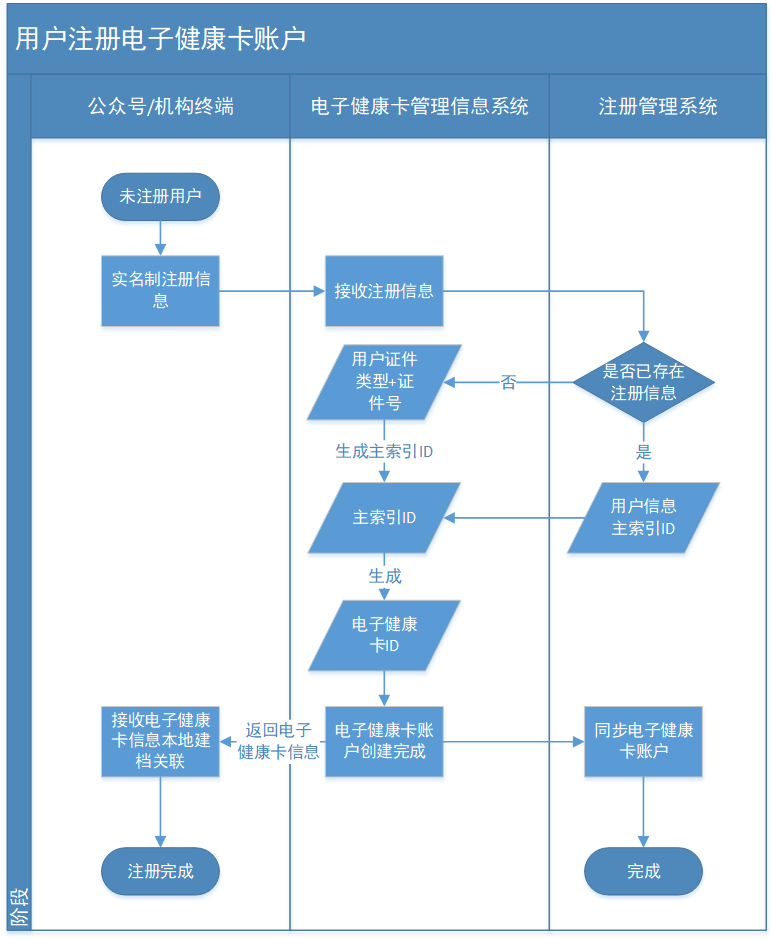 用户注册电子健康卡账户
公众号/机构终端
电子健康卡管理信息系统
注册管理系统
未注册用户
实名制注册信
息
接收注册信息
是否已存在
注册信息
否
用户证件
类型+证
件号
生成主索引ID
是
主索引ID
用户信息
主索引ID
生成
电子健康
卡ID
接收电子健康
卡信息本地建
档关联
返回电子
健康卡信息
电子健康卡账
户创建完成
同步电子健康
卡账户
注册完成
完成
阶段